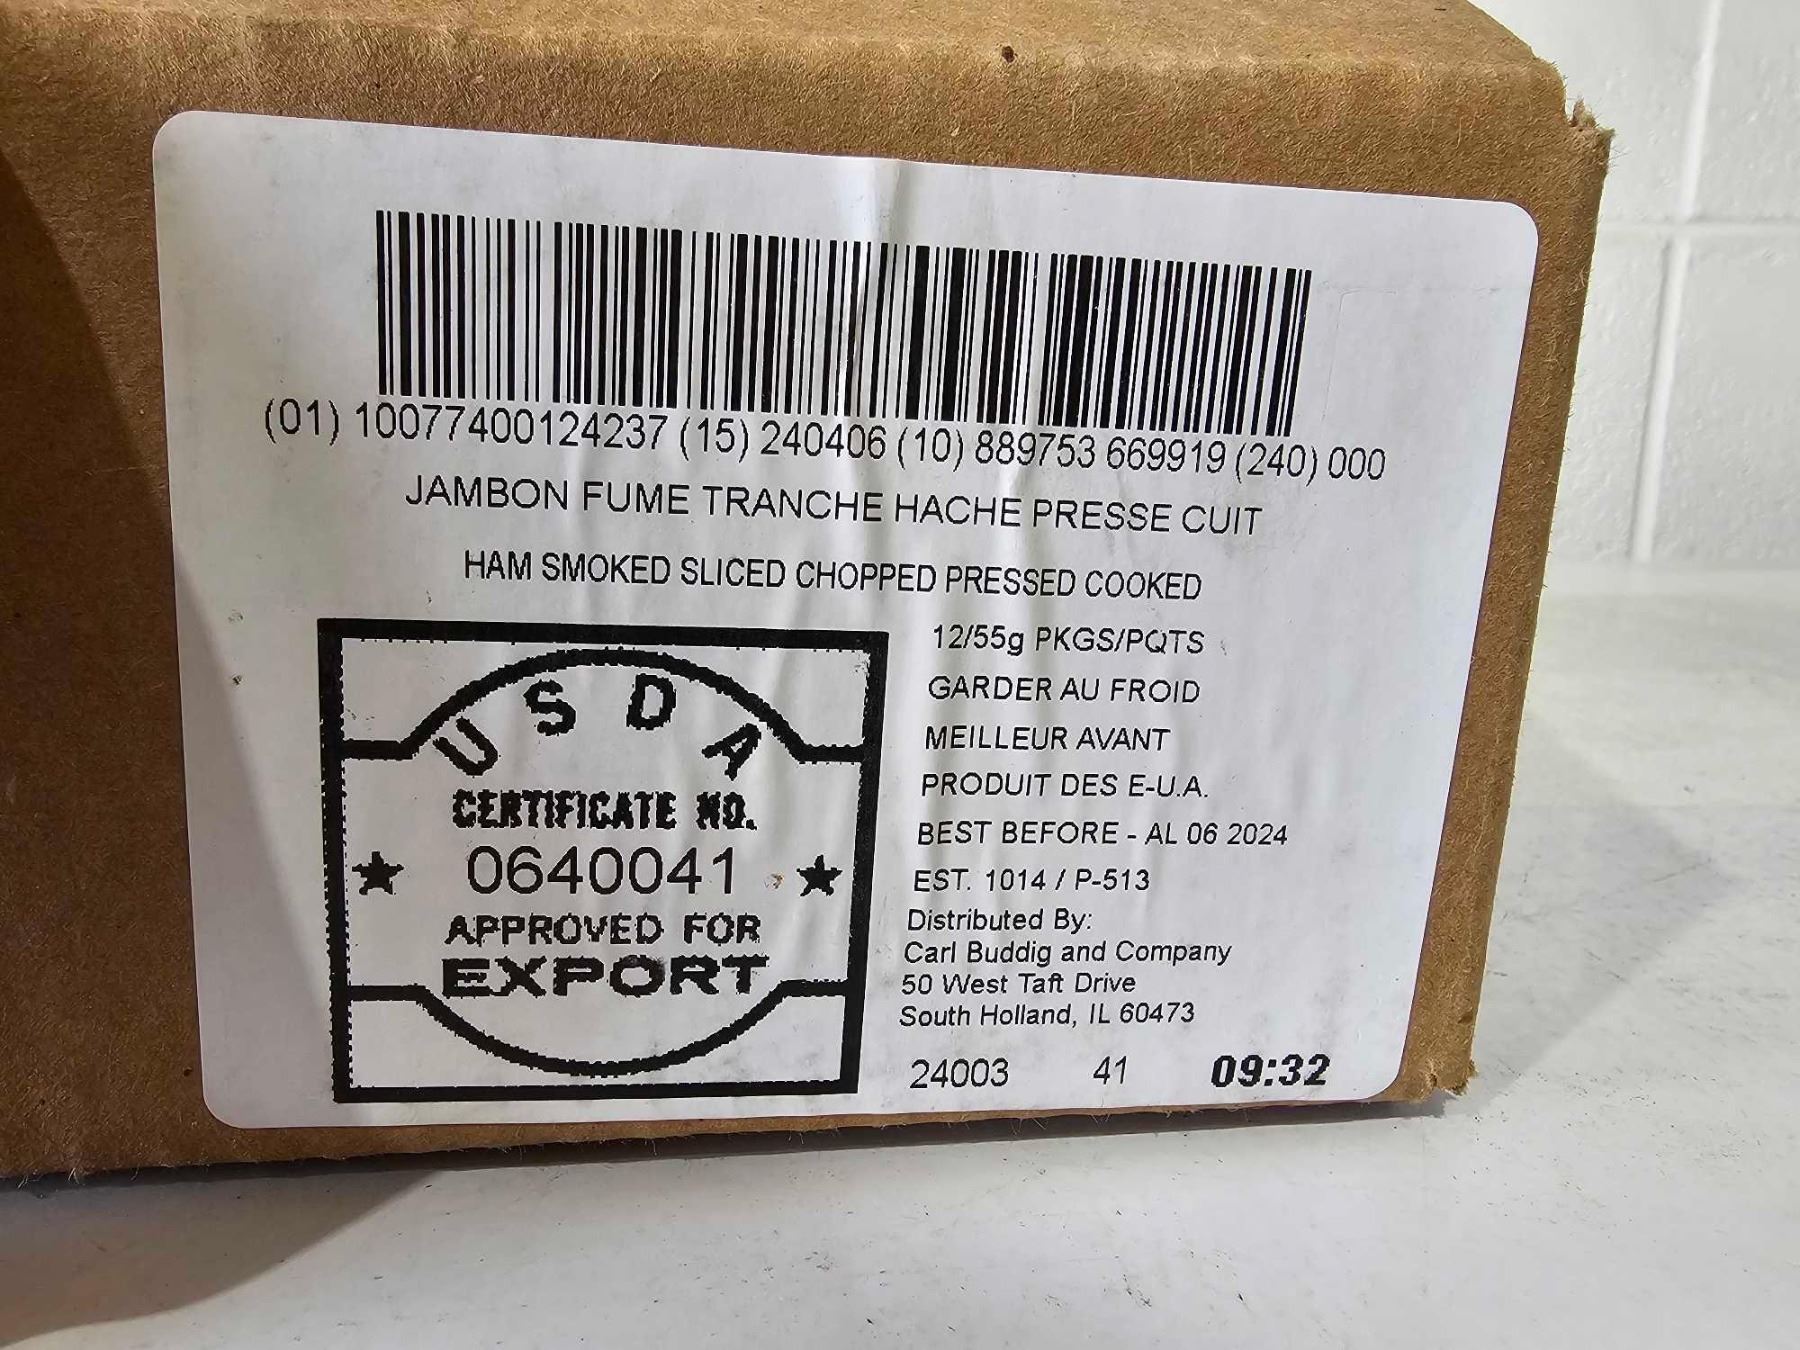 (01) 10077400124237 (15) 240406 (10) 889753 669919 (240) 000
JAMBON FUME TRANCHE HACHE PRESSE CUIT
HAM SMOKED SLICED CHOPPED PRESSED COOKED
USDA
CERTIFICATE NO.
0640041
APPROVED FOR
EXPORT
12/55g PKGS/PQTS
GARDER AU FROID
MEILLEUR AVANT
PRODUIT DES E-U.A.
BEST BEFORE - AL 06 2024
EST. 1014 / P-513
Distributed By:
Carl Buddig and Company
50 West Taft Drive
South Holland, IL 60473
24003 41 09:32